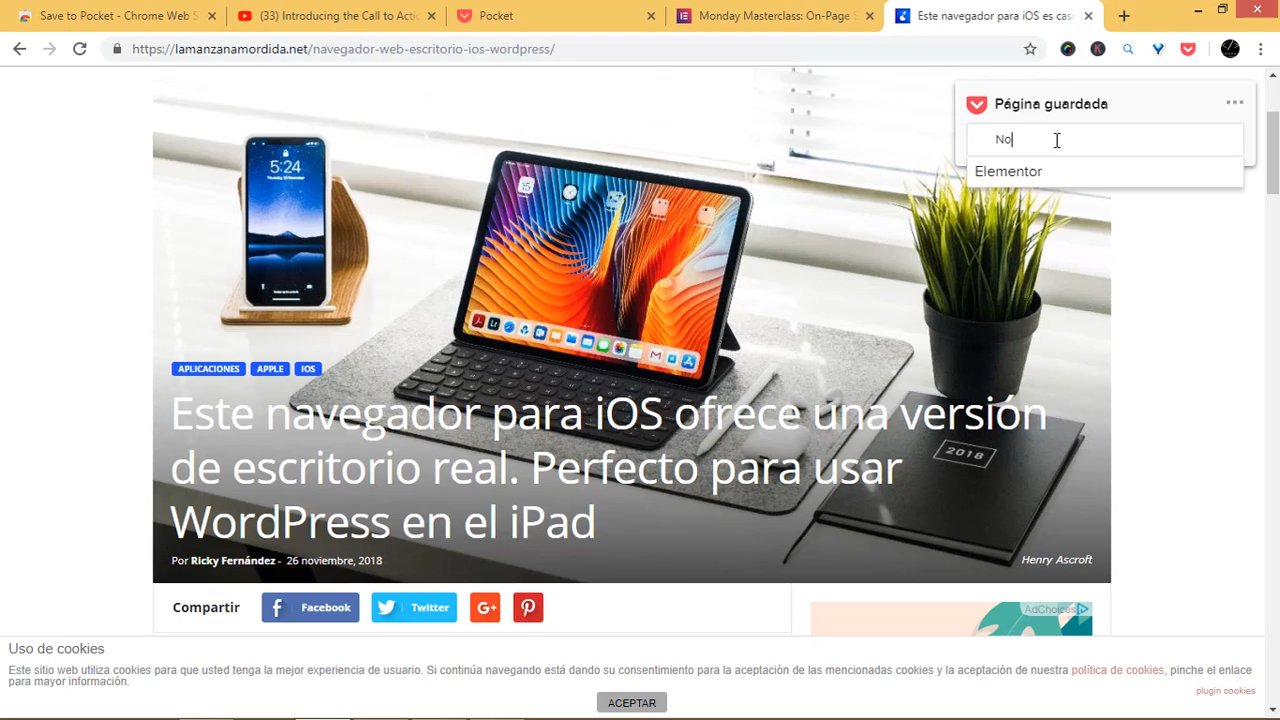 Save to Pocket - Chrome Web S
(33) Introducing the Call to Actio
Pocket
Monday Masterclass: On-Page S
Este navegador para iOS es cas
https://lamanzanamordida.net/navegador-web-escritorio-ios-wordpress/
Página guardada
No
Elementor
5:24
2018
APLICACIONES
APPLE
IOS
Este navegador para iOS ofrece una versión
de escritorio real. Perfecto para usar
WordPress en el iPad
Por Ricky Fernández - 26 noviembre, 2018
Henry Ascroft
Compartir
Facebook
Twitter
G+
AdChoices
Uso de cookies
Este sitio web utiliza cookies para que usted tenga la mejor experiencia de usuario. Si continúa navegando está dando su consentimiento para la aceptación de las mencionadas cookies y la aceptación de nuestra política de cookies, pinche el enlace
para mayor información.
plugin cookies
ACEPTAR